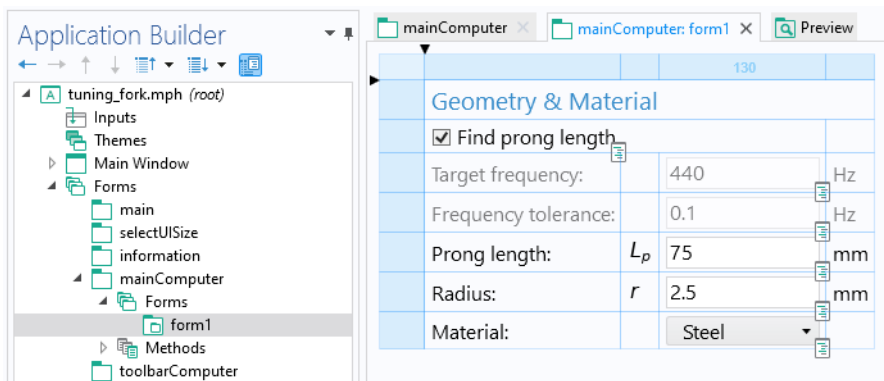 Application Builder
tuning_fork.mph (root)
Inputs
Themes
Main Window
Forms
main
selectUISize
information
mainComputer
Forms
form1
Methods
toolbarComputer
mainComputer
mainComputer: form1
Preview
130
Geometry & Material
Find prong length
Target frequency: 440 Hz
Frequency tolerance: 0.1 Hz
Prong length: Lp 75 mm
Radius: r 2.5 mm
Material: Steel